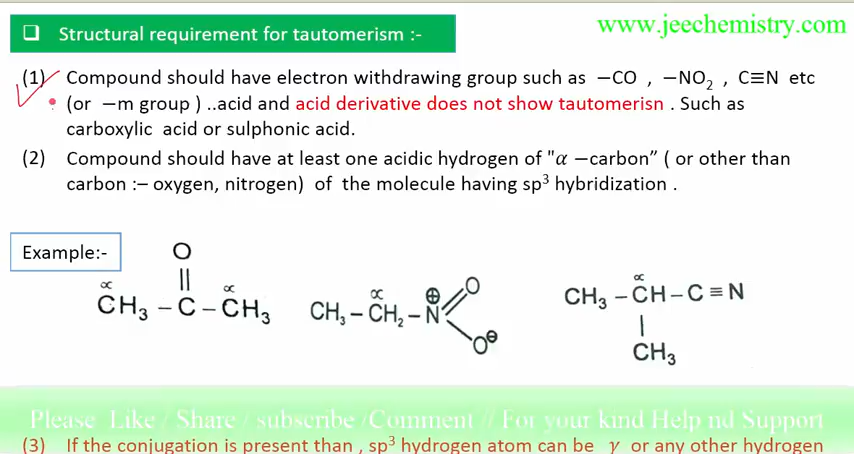 www.jeechemistry.com
❑ Structural requirement for tautomerism :-
(1) Compound should have electron withdrawing group such as −CO , −NO₂ , C≡N etc
(or −m group ) ..acid and acid derivative does not show tautomerisn . Such as
carboxylic acid or sulphonic acid.
(2) Compound should have at least one acidic hydrogen of "α −carbon” ( or other than
carbon :− oxygen, nitrogen) of the molecule having sp³ hybridization .
Example:-
O
||
∝ ∝
CH₃ − C − CH₃
∝ ⊕ O
CH₃ − CH₂ − N
O⊖
∝
CH₃ − CH − C ≡ N
|
CH₃
Please Like / Share / subscribe /Comment // For your kind Help nd Support
(3) If the conjugation is present than , sp³ hydrogen atom can be γ or any other hydrogen